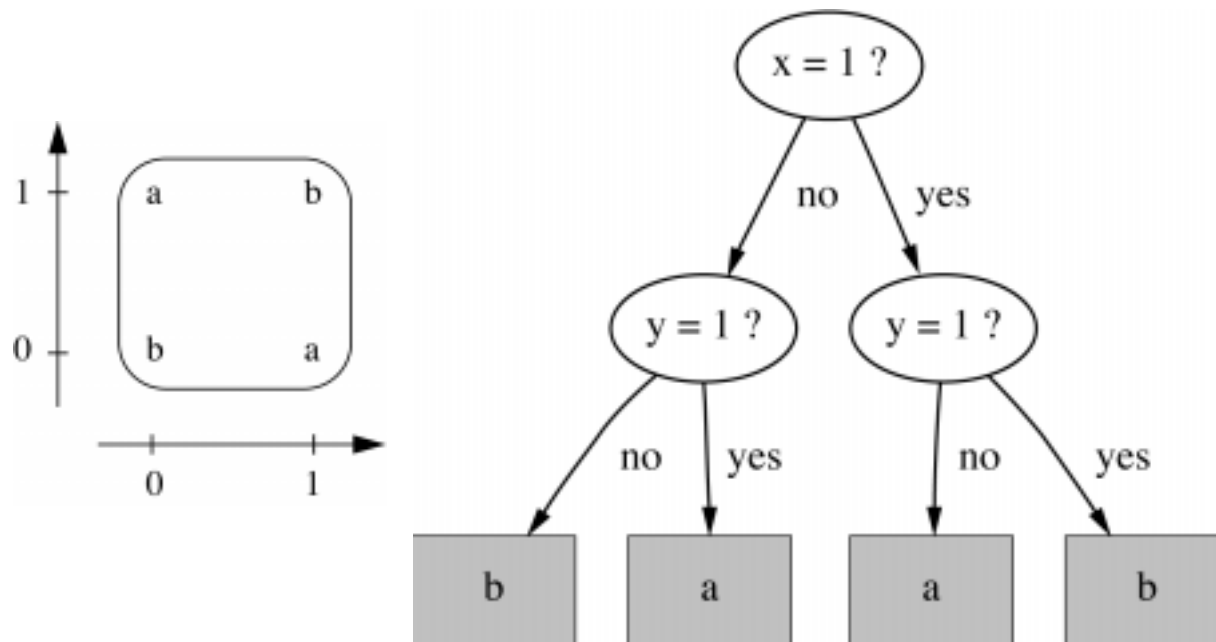 x = 1 ?
no yes
1 a b
0 b a
0 1
y = 1 ? y = 1 ?
no yes no yes
b a a b